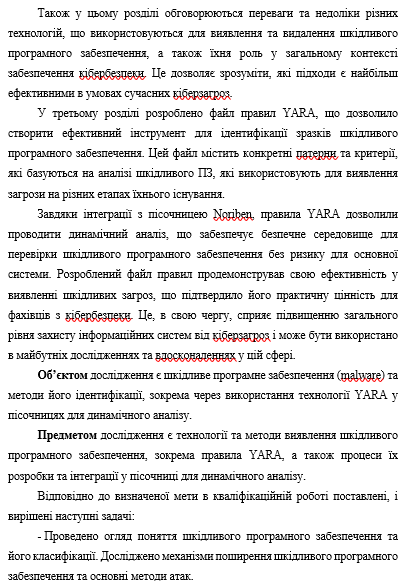 Також у цьому розділі обговорюються переваги та недоліки різних
технологій, що використовуються для виявлення та видалення шкідливого
програмного забезпечення, а також їхня роль у загальному контексті
забезпечення кібербезпеки. Це дозволяє зрозуміти, які підходи є найбільш
ефективними в умовах сучасних кіберзагроз.
У третьому розділі розроблено файл правил YARA, що дозволило
створити ефективний інструмент для ідентифікації зразків шкідливого
програмного забезпечення. Цей файл містить конкретні патерни та критерії,
які базуються на аналізі шкідливого ПЗ, які використовують для виявлення
загрози на різних етапах їхнього існування.
Завдяки інтеграції з пісочницею Noriben, правила YARA дозволили
проводити динамічний аналіз, що забезпечує безпечне середовище для
перевірки шкідливого програмного забезпечення без ризику для основної
системи. Розроблений файл правил продемонстрував свою ефективність у
виявленні шкідливих загроз, що підтвердило його практичну цінність для
фахівців з кібербезпеки. Це, в свою чергу, сприяє підвищенню загального
рівня захисту інформаційних систем від кіберзагроз і може бути використано
в майбутніх дослідженнях та вдосконаленнях у цій сфері.
Об’єктом дослідження є шкідливе програмне забезпечення (malware) та
методи його ідентифікації, зокрема через використання технології YARA у
пісочницях для динамічного аналізу.
Предметом дослідження є технології та методи виявлення шкідливого
програмного забезпечення, зокрема правила YARA, а також процеси їх
розробки та інтеграції у пісочниці для динамічного аналізу.
Відповідно до визначеної мети в кваліфікаційній роботі поставлені, і
вирішені наступні задачі:
- Проведено огляд поняття шкідливого програмного забезпечення та
його класифікації. Досліджено механізми поширення шкідливого програмного
забезпечення та основні методи атак.